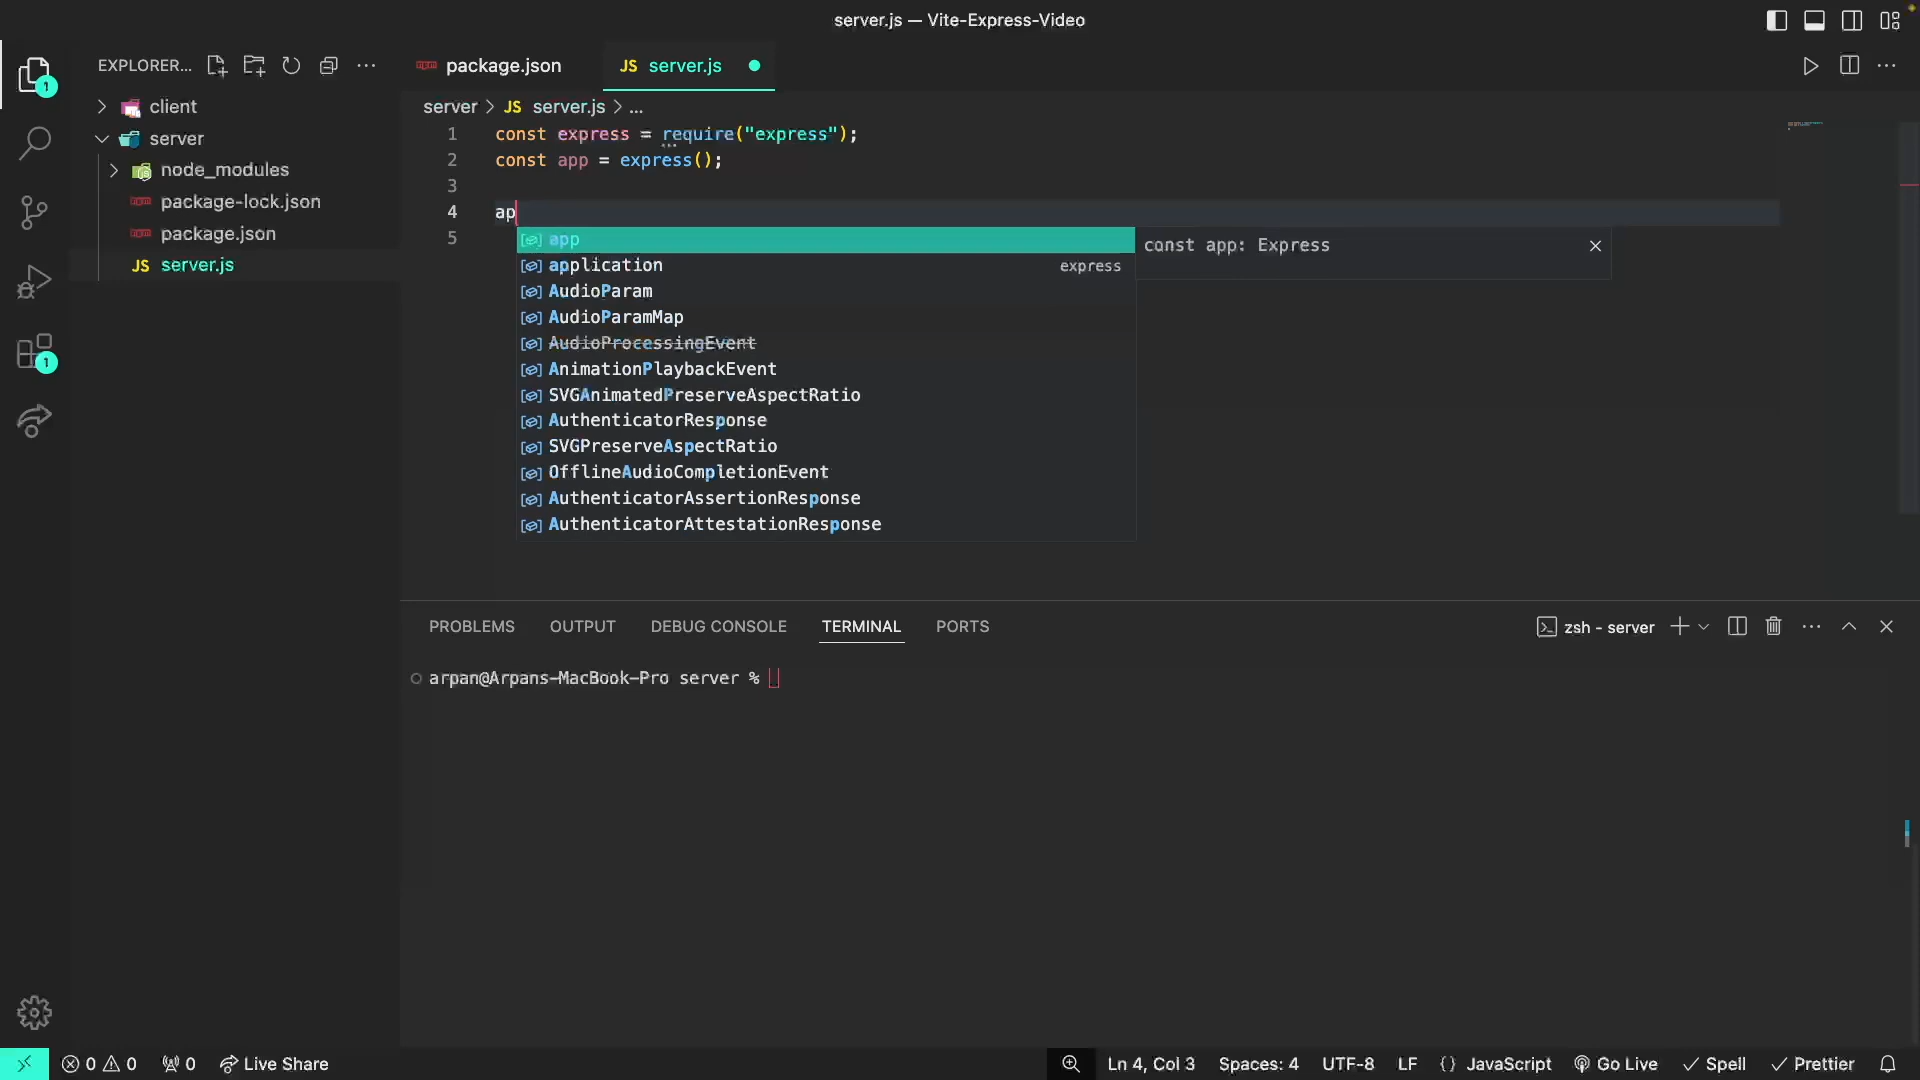 server.js — Vite-Express-Video
EXPLORER...
package.json
JS server.js
client
server
node_modules
package-lock.json
package.json
JS server.js
1
1
server > JS server.js > ...
1 const express = require("express");
2 const app = express();
3
4 ap
5
app
application express
AudioParam
AudioParamMap
AudioProcessingEvent
AnimationPlaybackEvent
SVGAnimatedPreserveAspectRatio
AuthenticatorResponse
SVGPreserveAspectRatio
OfflineAudioCompletionEvent
AuthenticatorAssertionResponse
AuthenticatorAttestationResponse
const app: Express
PROBLEMS OUTPUT DEBUG CONSOLE TERMINAL PORTS
zsh - server
arpan@Arpans-MacBook-Pro server %
0 0 0 Live Share
Ln 4, Col 3 Spaces: 4 UTF-8 LF {} JavaScript Go Live Spell Prettier